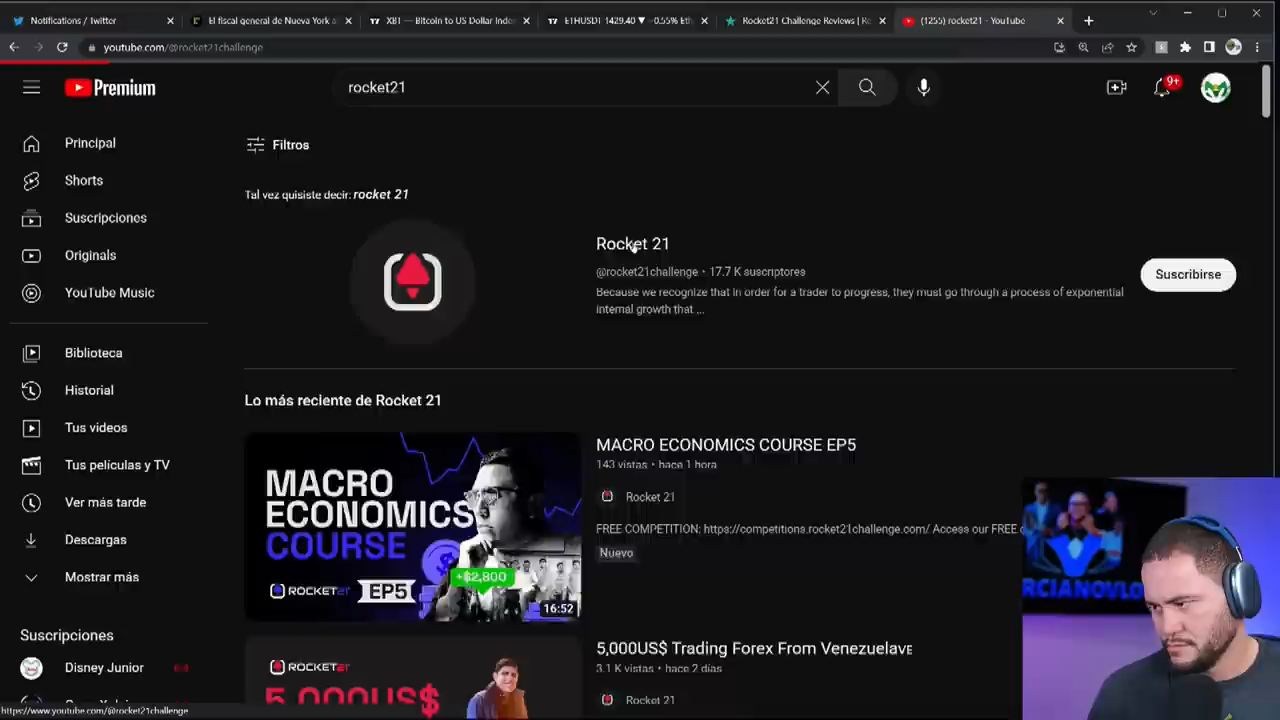 Notifications / Twitter
El fiscal general de Nueva York a
XBT — Bitcoin to US Dollar Inde
ETHUSDT 1429.40 ▼ −0.55% Eth
Rocket21 Challenge Reviews | Re
(1255) rocket21 - YouTube
youtube.com/@rocket21challenge
Premium
rocket21
9+
Principal
Shorts
Suscripciones
Originals
YouTube Music
Biblioteca
Historial
Tus videos
Tus películas y TV
Ver más tarde
Descargas
Mostrar más
Suscripciones
Disney Junior
Filtros
Tal vez quisiste decir: rocket 21
Rocket 21
@rocket21challenge • 17.7 K suscriptores
Because we recognize that in order for a trader to progress, they must go through a process of exponential
internal growth that ...
Suscribirse
Lo más reciente de Rocket 21
MACRO
ECONOMICS
COURSE
ROCKET21
EP5
+$2,800
16:52
MACRO ECONOMICS COURSE EP5
143 vistas • hace 1 hora
Rocket 21
FREE COMPETITION: https://competitions.rocket21challenge.com/ Access our FREE
Nuevo
ROCKET21
5,000US$
5,000US$ Trading Forex From Venezuelave
3.1 K vistas • hace 2 días
Rocket 21
RCIANOVLO
https://www.youtube.com/@rocket21challenge